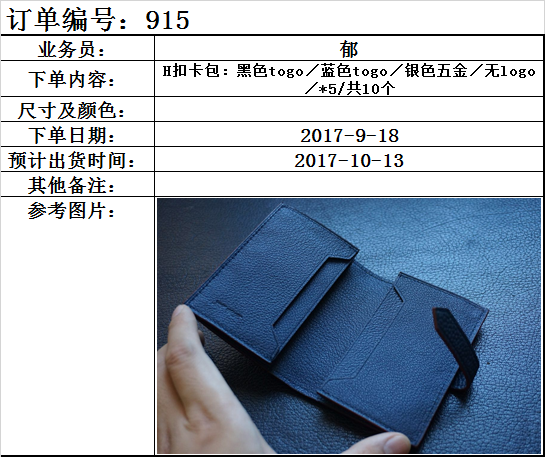 订单编号：915
业务员：
郁
下单内容：
H扣卡包：黑色togo／蓝色togo／银色五金／无logo
／*5/共10个
尺寸及颜色：
下单日期：
2017-9-18
预计出货时间：
2017-10-13
其他备注：
参考图片：